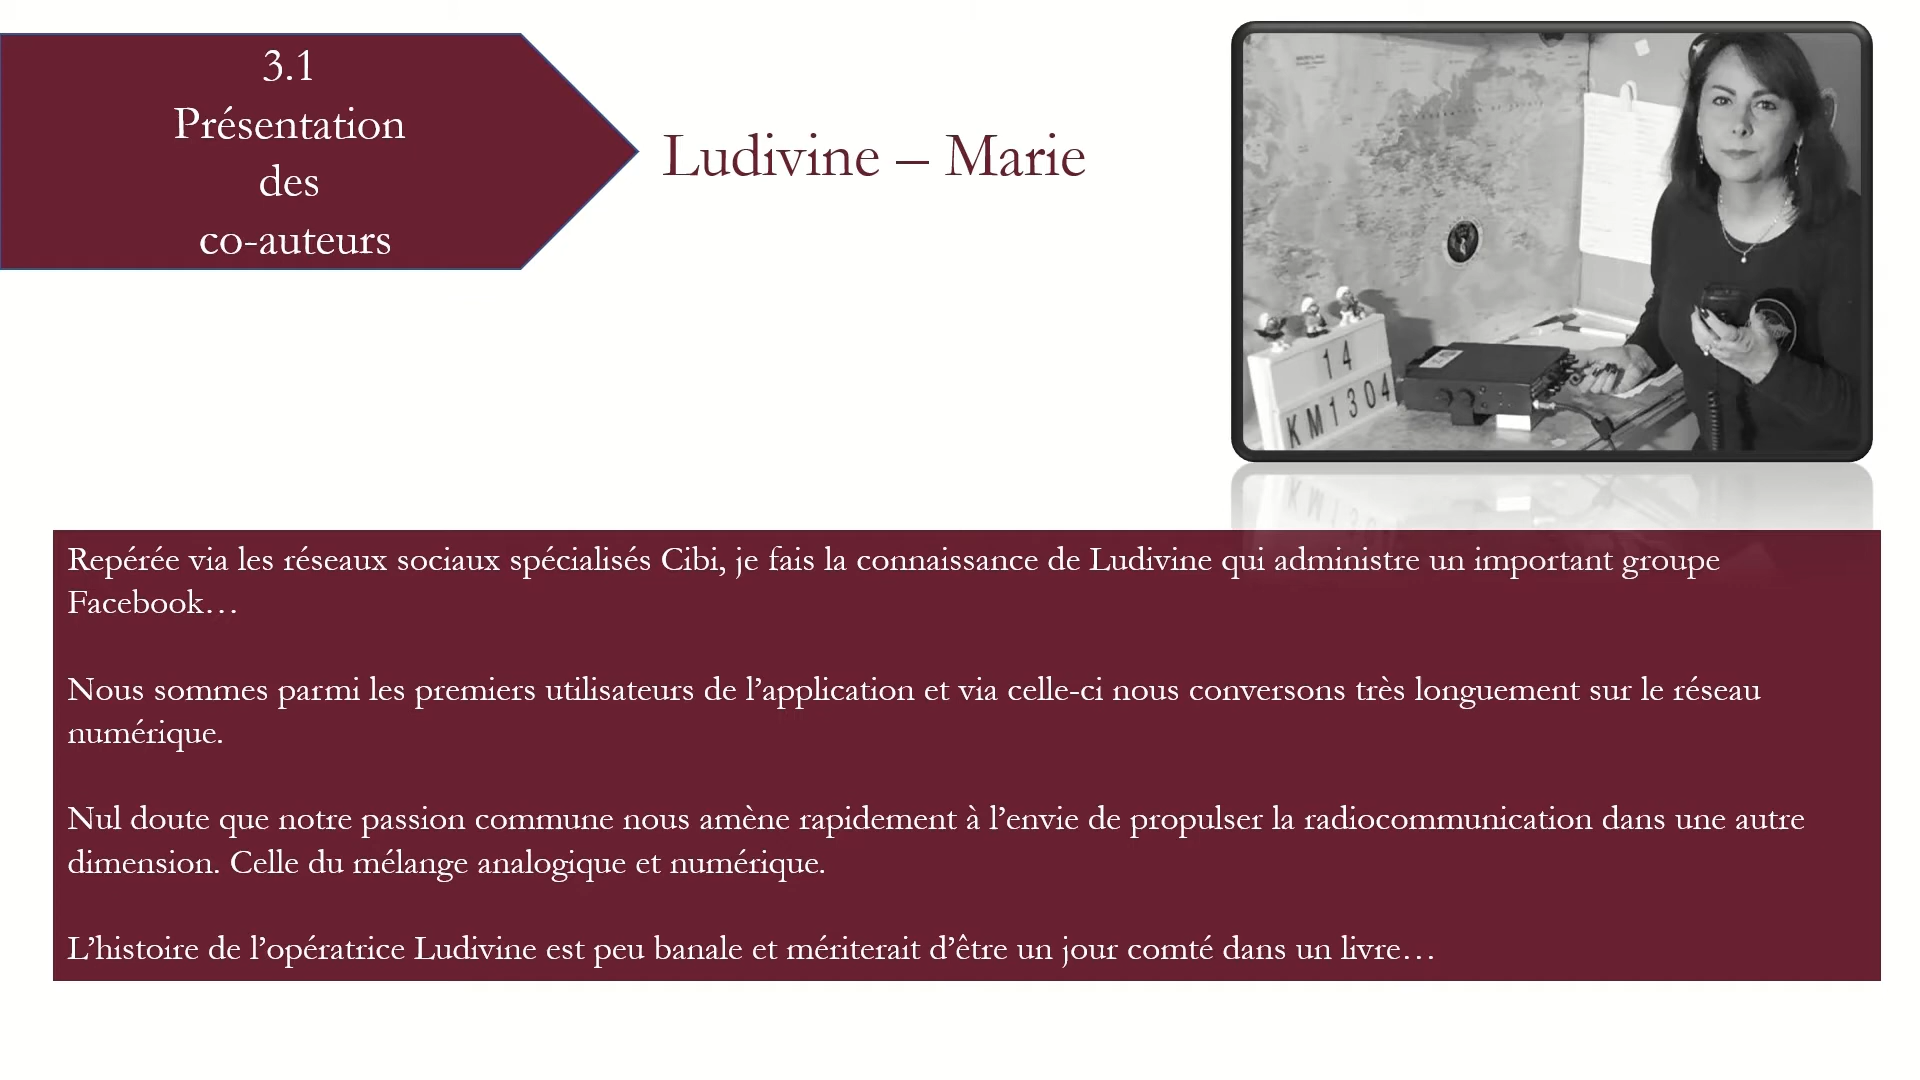 3.1
Présentation
des
co-auteurs
Ludivine – Marie
14
KM1304
Repérée via les réseaux sociaux spécialisés Cibi, je fais la connaissance de Ludivine qui administre un important groupe
Facebook…
Nous sommes parmi les premiers utilisateurs de l’application et via celle-ci nous conversons très longuement sur le réseau
numérique.
Nul doute que notre passion commune nous amène rapidement à l’envie de propulser la radiocommunication dans une autre
dimension. Celle du mélange analogique et numérique.
L’histoire de l’opératrice Ludivine est peu banale et mériterait d’être un jour comté dans un livre…